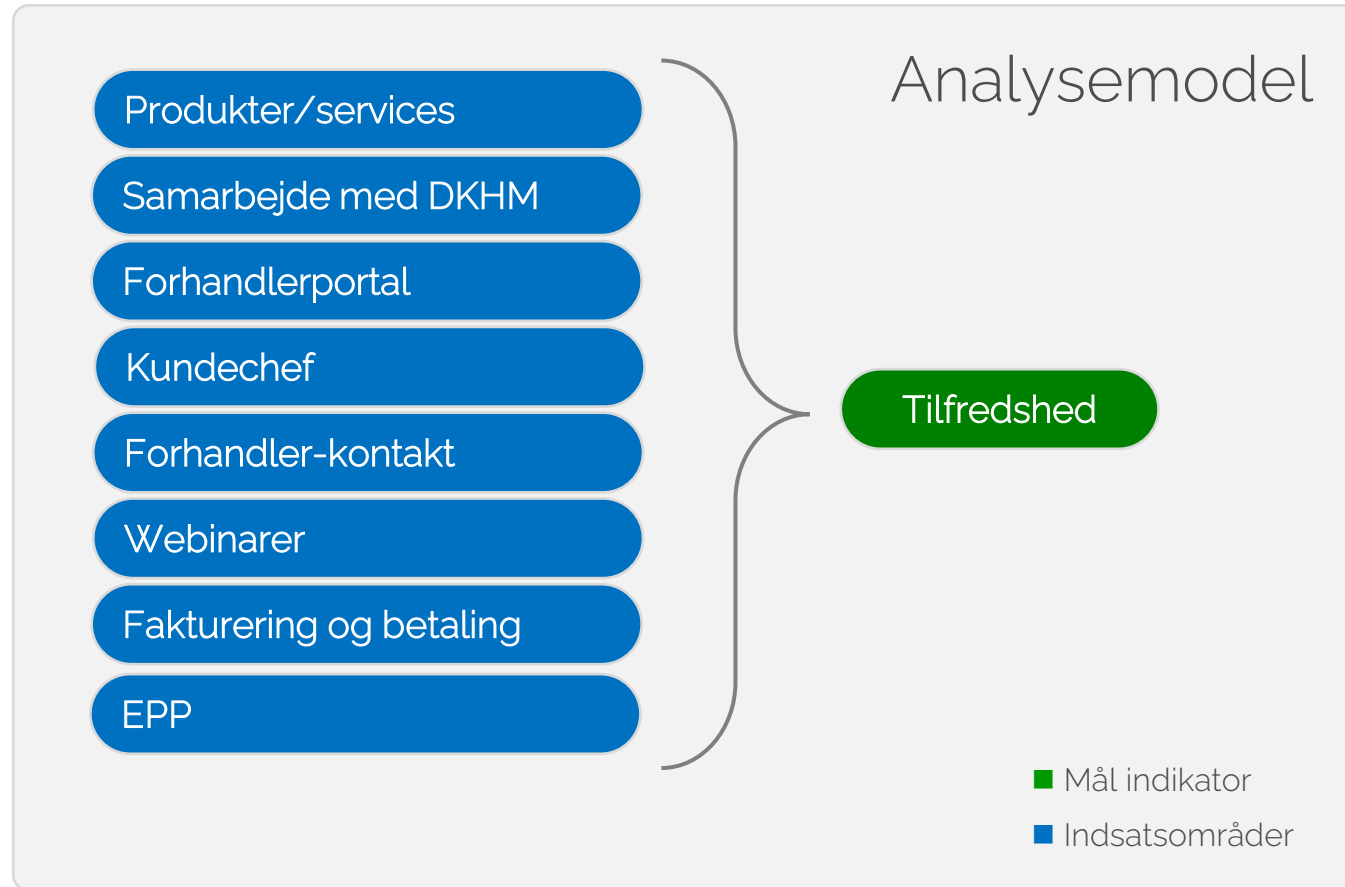 Analysemodel
Produkter/services
Samarbejde med DKHM
Forhandlerportal
Kundechef
Forhandler-kontakt
Webinarer
Fakturering og betaling
EPP
Tilfredshed
Mål indikator
Indsatsområder